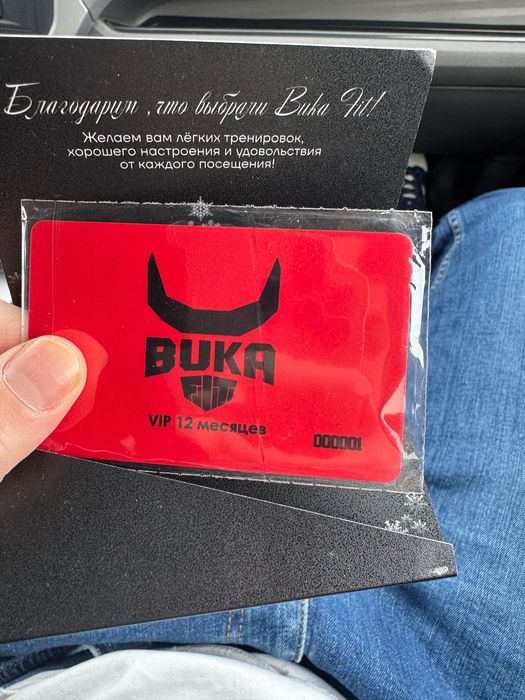 Благодарим, что выбрали Buka Fit!
Желаем вам лёгких тренировок,
хорошего настроения и удовольствия
от каждого посещения!
BUKA
FIT
VIP 12 месяцев
000001